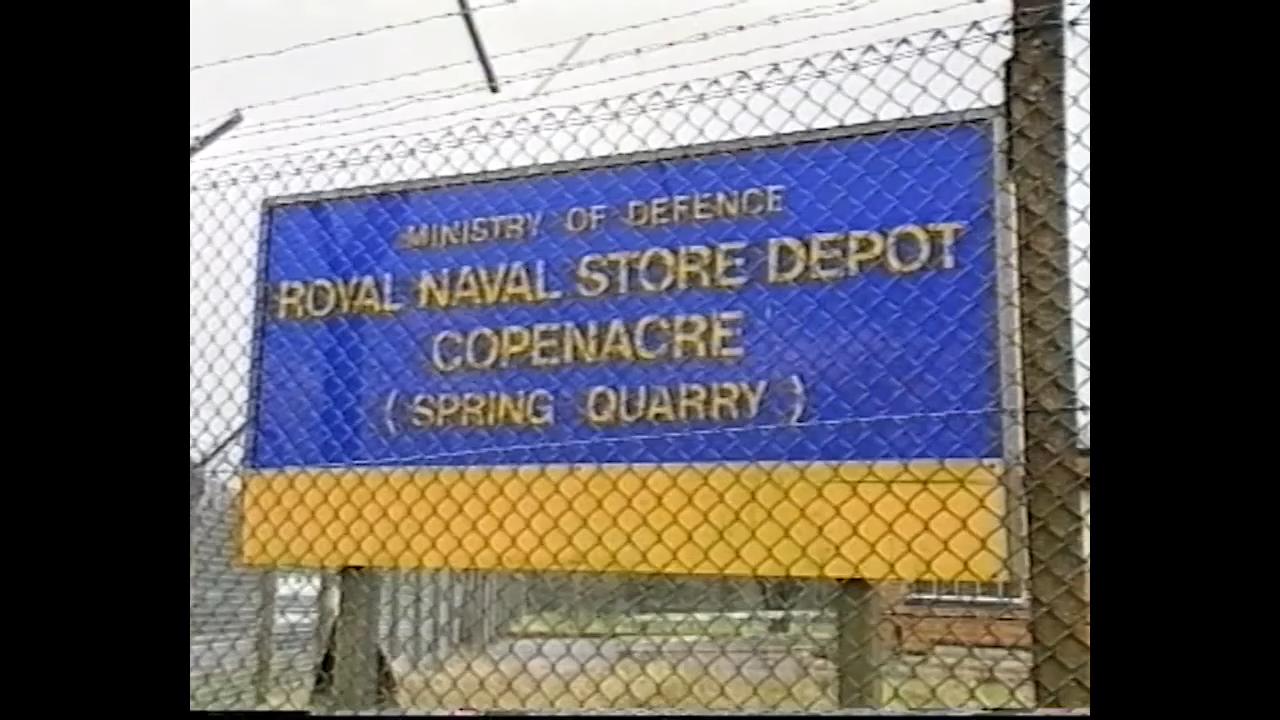 MINISTRY OF DEFENCE
ROYAL NAVAL STORE DEPOT
COPENACRE
( SPRING QUARRY )